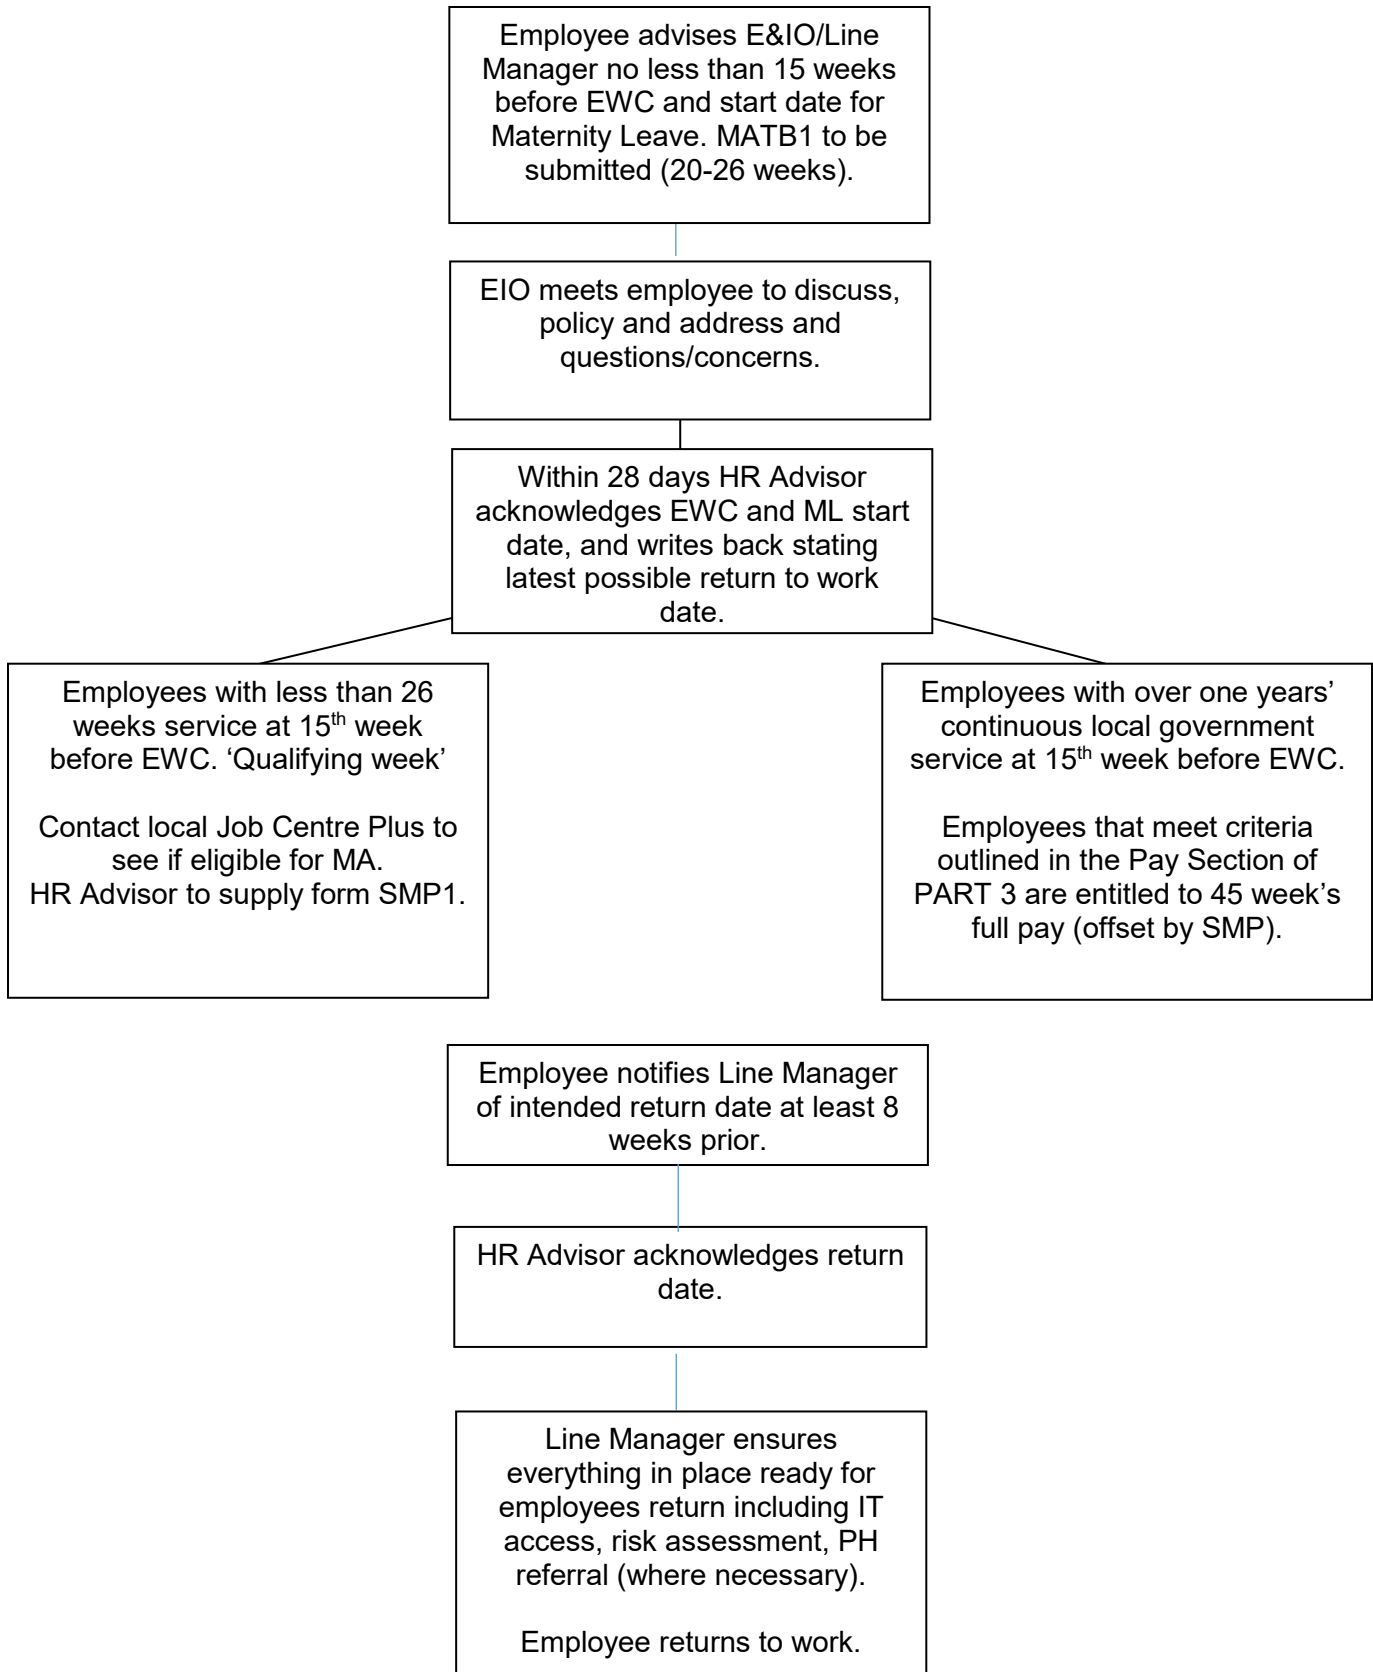 Employee advises E&IO/Line
Manager no less than 15 weeks
before EWC and start date for
Maternity Leave. MATB1 to be
submitted (20-26 weeks).
EIO meets employee to discuss,
policy and address and
questions/concerns.
Within 28 days HR Advisor
acknowledges EWC and ML start
date, and writes back stating
latest possible return to work
date.
Employees with less than 26
weeks service at 15th week
before EWC. ‘Qualifying week’
Contact local Job Centre Plus to
see if eligible for MA.
HR Advisor to supply form SMP1.
Employees with over one years’
continuous local government
service at 15th week before EWC.
Employees that meet criteria
outlined in the Pay Section of
PART 3 are entitled to 45 week’s
full pay (offset by SMP).
Employee notifies Line Manager
of intended return date at least 8
weeks prior.
HR Advisor acknowledges return
date.
Line Manager ensures
everything in place ready for
employees return including IT
access, risk assessment, PH
referral (where necessary).
Employee returns to work.